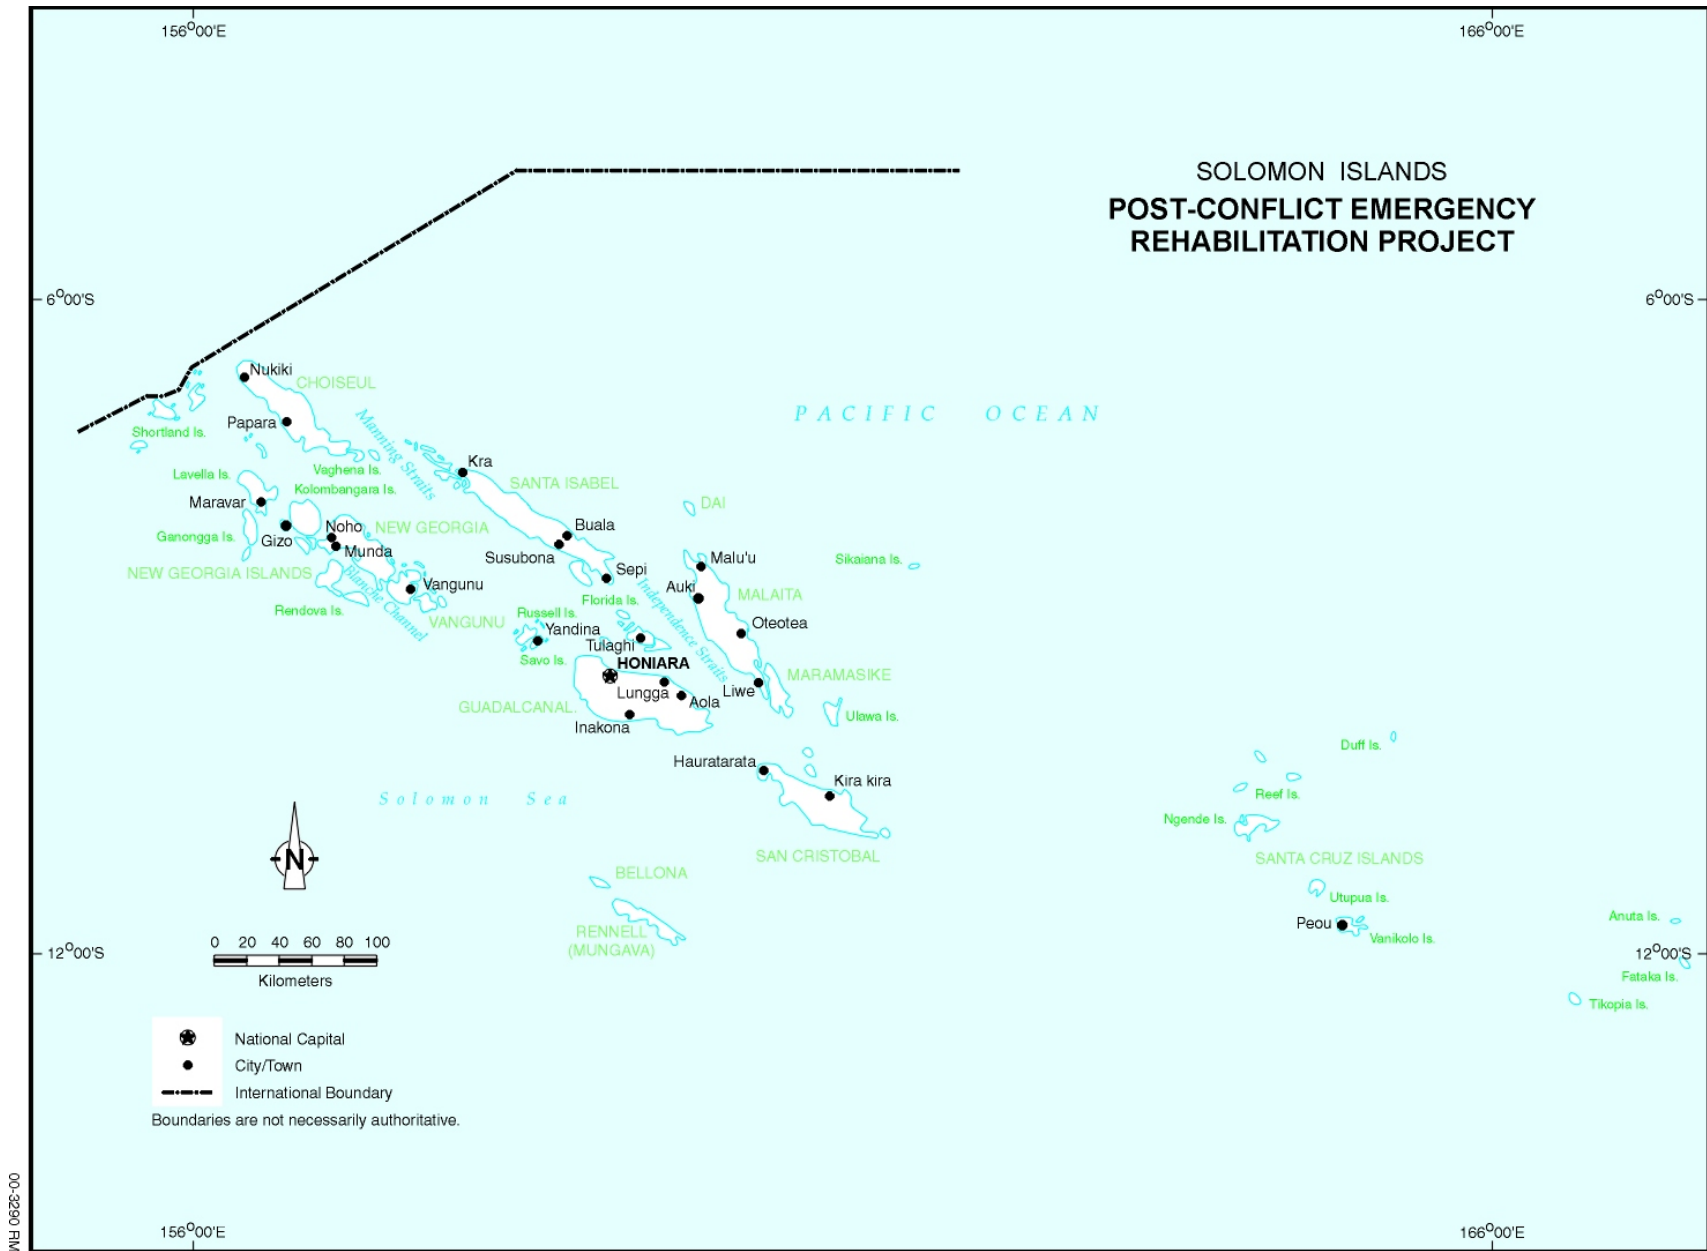 156°00'E
166°00'E
SOLOMON ISLANDS
POST-CONFLICT EMERGENCY
REHABILITATION PROJECT
6°00'S
6°00'S
Nukiki
CHOISEUL
PACIFIC OCEAN
Papara
Shortland Is.
Manning Straits
Kra
Vaghena Is.
Lavella Is.
SANTA ISABEL
Kolombangara Is.
Maravar
DAI
Buala
Noho
NEW GEORGIA
Ganongga Is.
Gizo
Munda
Susubona
Malu'u
Sikaiana Is.
NEW GEORGIA ISLANDS
Sepi
Blanche Channel
Vangunu
Auki
Independence Straits
MALAITA
Florida Is.
Rendova Is.
Russell Is.
VANGUNU
Yandina
Oteotea
Tulaghi
Savo Is.
HONIARA
MARAMASIKE
Lungga
Liwe
Aola
GUADALCANAL.
Ulawa Is.
Inakona
Duff Is.
Hauratarata
Kira kira
Reef Is.
Solomon Sea
Ngende Is.
SAN CRISTOBAL
SANTA CRUZ ISLANDS
N
BELLONA
Utupua Is.
Anuta Is.
Peou
RENNELL
(MUNGAVA)
Vanikolo Is.
0 20 40 60 80 100
12°00'S
12°00'S
Kilometers
Fataka Is.
Tikopia Is.
National Capital
City/Town
International Boundary
Boundaries are not necessarily authoritative.
00-3290 RM
156°00'E
166°00'E